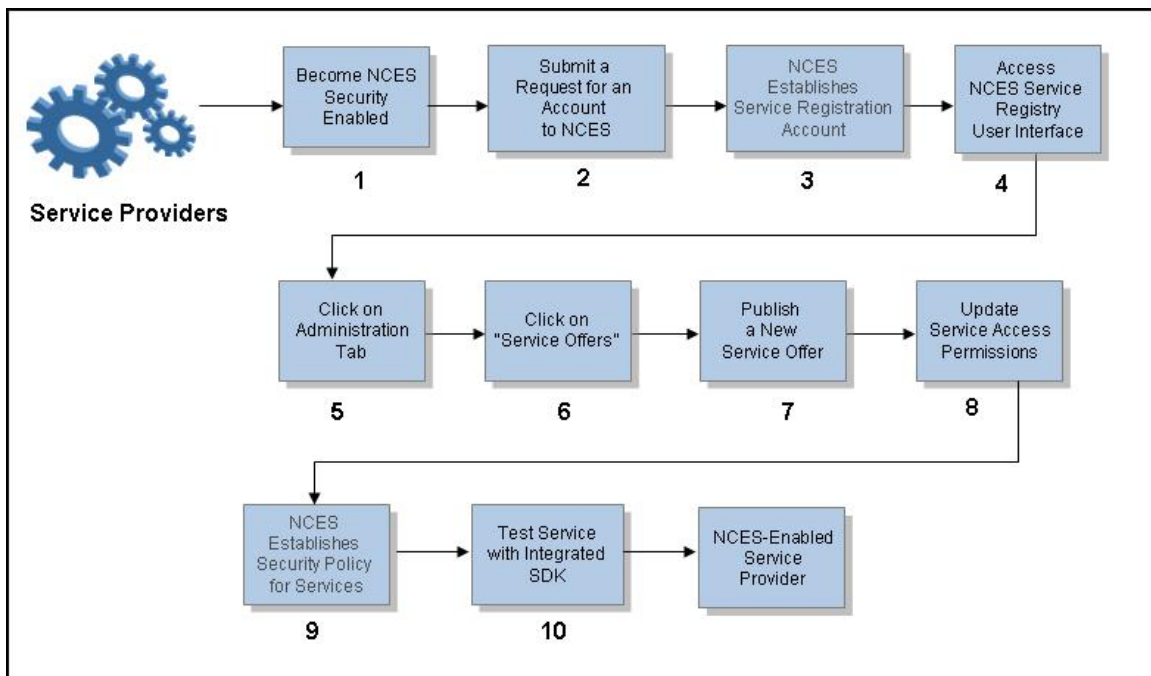 Service Providers
Become NCES
Security
Enabled
1
Submit a
Request for an
Account
to NCES
2
NCES
Establishes
Service Registration
Account
3
Access
NCES Service
Registry
User Interface
4
Click on
Administration
Tab
5
Click on
"Service Offers"
6
Publish
a New
Service Offer
7
Update
Service Access
Permissions
8
NCES
Establishes
Security Policy
for Services
9
Test Service
with Integrated
SDK
10
NCES-Enabled
Service
Provider